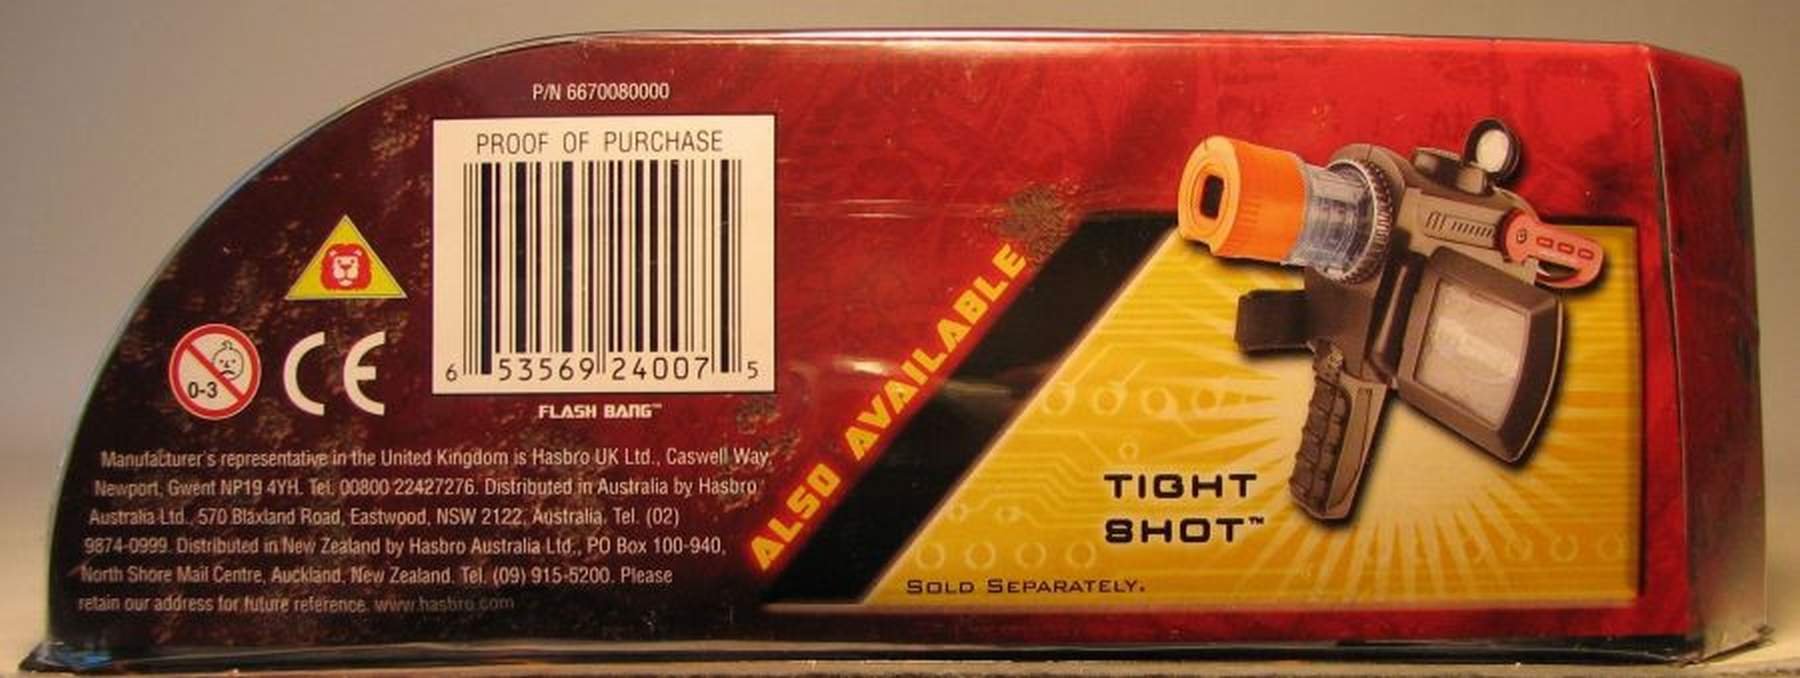 P/N 6670080000
PROOF OF PURCHASE
6 53569 24007 5
FLASH BANG™
0-3
CE
Manufacturer's representative in the United Kingdom is Hasbro UK Ltd., Caswell Way,
Newport, Gwent NP19 4YH. Tel. 00800 22427276. Distributed in Australia by Hasbro
Australia Ltd., 570 Blaxland Road, Eastwood, NSW 2122, Australia. Tel. (02)
9874-0999. Distributed in New Zealand by Hasbro Australia Ltd., PO Box 100-940,
North Shore Mail Centre, Auckland, New Zealand. Tel. (09) 915-5200. Please
retain our address for future reference. www.hasbro.com
ALSO AVAILABLE
TIGHT
SHOT™
SOLD SEPARATELY.